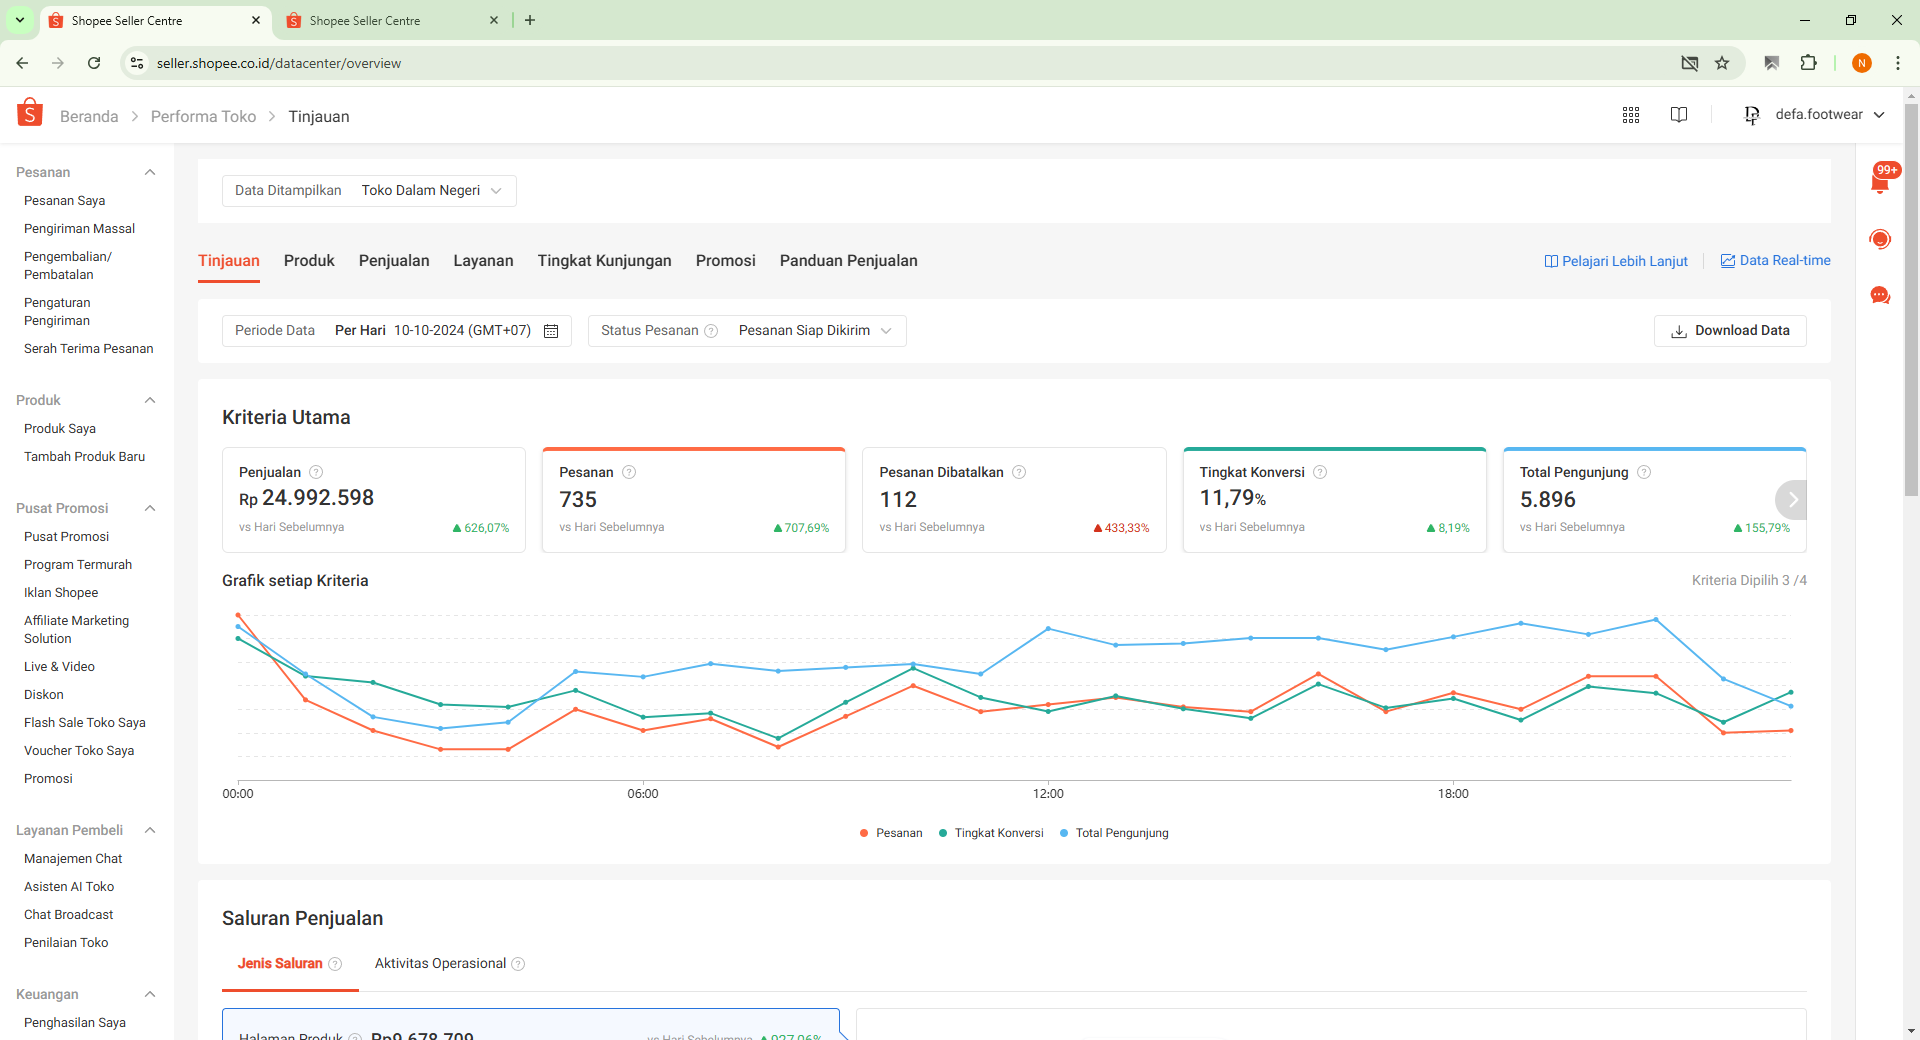 Shopee Seller Centre
Shopee Seller Centre
seller.shopee.co.id/datacenter/overview
N
Beranda > Performa Toko > Tinjauan
defa.footwear
99+
Pesanan
Pesanan Saya
Pengiriman Massal
Pengembalian/
Pembatalan
Pengaturan
Pengiriman
Serah Terima Pesanan
Produk
Produk Saya
Tambah Produk Baru
Pusat Promosi
Pusat Promosi
Program Termurah
Iklan Shopee
Affiliate Marketing
Solution
Live & Video
Diskon
Flash Sale Toko Saya
Voucher Toko Saya
Promosi
Layanan Pembeli
Manajemen Chat
Asisten AI Toko
Chat Broadcast
Penilaian Toko
Keuangan
Penghasilan Saya
Data Ditampilkan Toko Dalam Negeri
Tinjauan Produk Penjualan Layanan Tingkat Kunjungan Promosi Panduan Penjualan
Pelajari Lebih Lanjut Data Real-time
Periode Data Per Hari 10-10-2024 (GMT+07)
Status Pesanan ? Pesanan Siap Dikirim
Download Data
Kriteria Utama
Penjualan ?
Rp 24.992.598
vs Hari Sebelumnya ▲ 626,07%
Pesanan ?
735
vs Hari Sebelumnya ▲ 707,69%
Pesanan Dibatalkan ?
112
vs Hari Sebelumnya ▲ 433,33%
Tingkat Konversi ?
11,79%
vs Hari Sebelumnya ▲ 8,19%
Total Pengunjung ?
5.896
vs Hari Sebelumnya ▲ 155,79%
Grafik setiap Kriteria
Kriteria Dipilih 3 /4
00:00 06:00 12:00 18:00
Pesanan Tingkat Konversi Total Pengunjung
Saluran Penjualan
Jenis Saluran ? Aktivitas Operasional ?
Halaman Produk ? Rp9.678.709
vs Hari Sebelumnya ▲ 927,06%